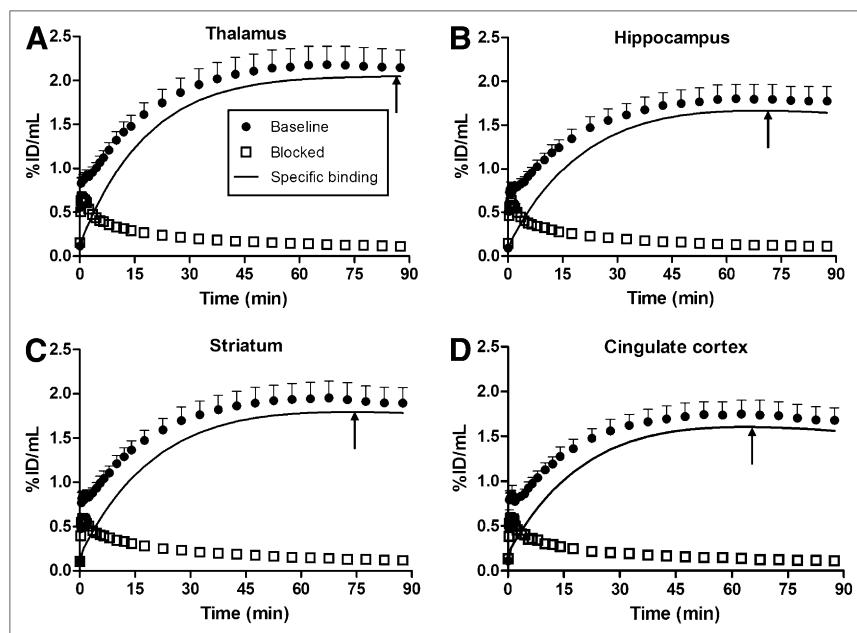 A
Thalamus
2.5
2.0
1.5
1.0
0.5
0.0
%ID/mL
Baseline
Blocked
Specific binding
0 15 30 45 60 75 90
Time (min)
B
Hippocampus
2.5
2.0
1.5
1.0
0.5
0.0
%ID/mL
0 15 30 45 60 75 90
Time (min)
C
Striatum
2.5
2.0
1.5
1.0
0.5
0.0
%ID/mL
0 15 30 45 60 75 90
Time (min)
D
Cingulate cortex
2.5
2.0
1.5
1.0
0.5
0.0
%ID/mL
0 15 30 45 60 75 90
Time (min)